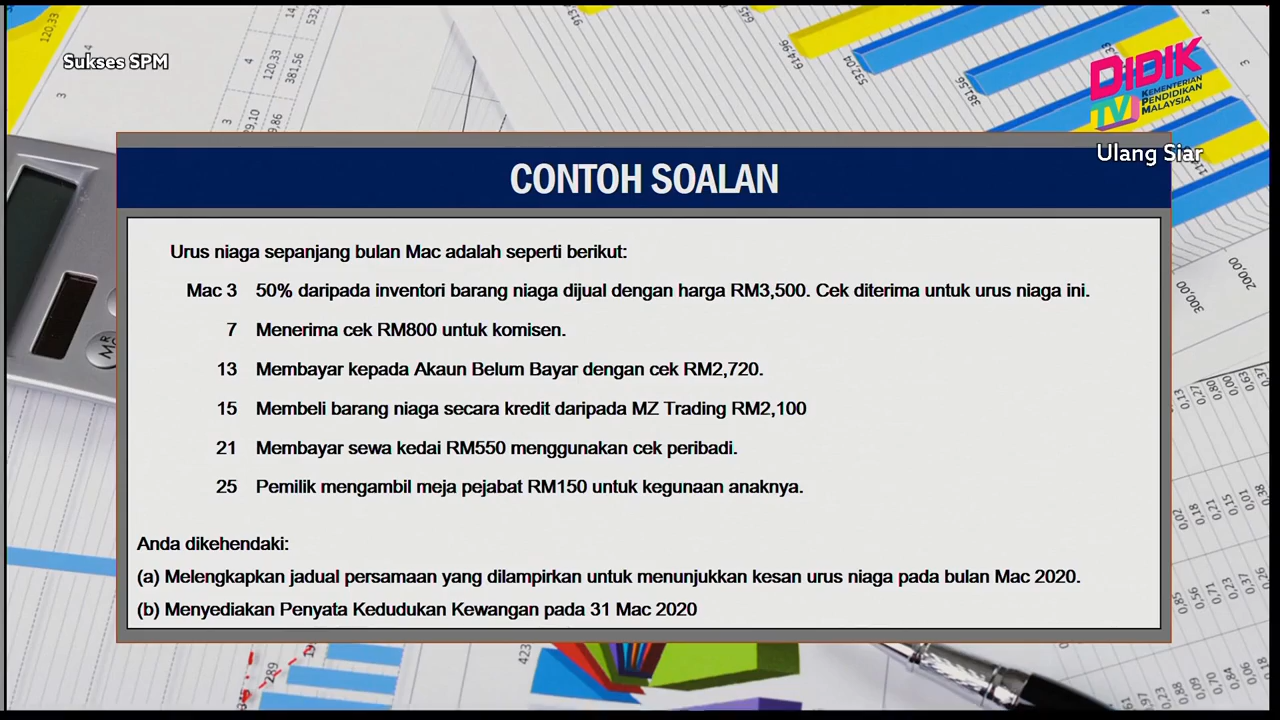 Sukses SPM
DIDIK
TV
KEMENTERIAN
PENDIDIKAN
MALAYSIA
Ulang Siar
CONTOH SOALAN
Urus niaga sepanjang bulan Mac adalah seperti berikut:
Mac 3 50% daripada inventori barang niaga dijual dengan harga RM3,500. Cek diterima untuk urus niaga ini.
7 Menerima cek RM800 untuk komisen.
13 Membayar kepada Akaun Belum Bayar dengan cek RM2,720.
15 Membeli barang niaga secara kredit daripada MZ Trading RM2,100
21 Membayar sewa kedai RM550 menggunakan cek peribadi.
25 Pemilik mengambil meja pejabat RM150 untuk kegunaan anaknya.
Anda dikehendaki:
(a) Melengkapkan jadual persamaan yang dilampirkan untuk menunjukkan kesan urus niaga pada bulan Mac 2020.
(b) Menyediakan Penyata Kedudukan Kewangan pada 31 Mac 2020